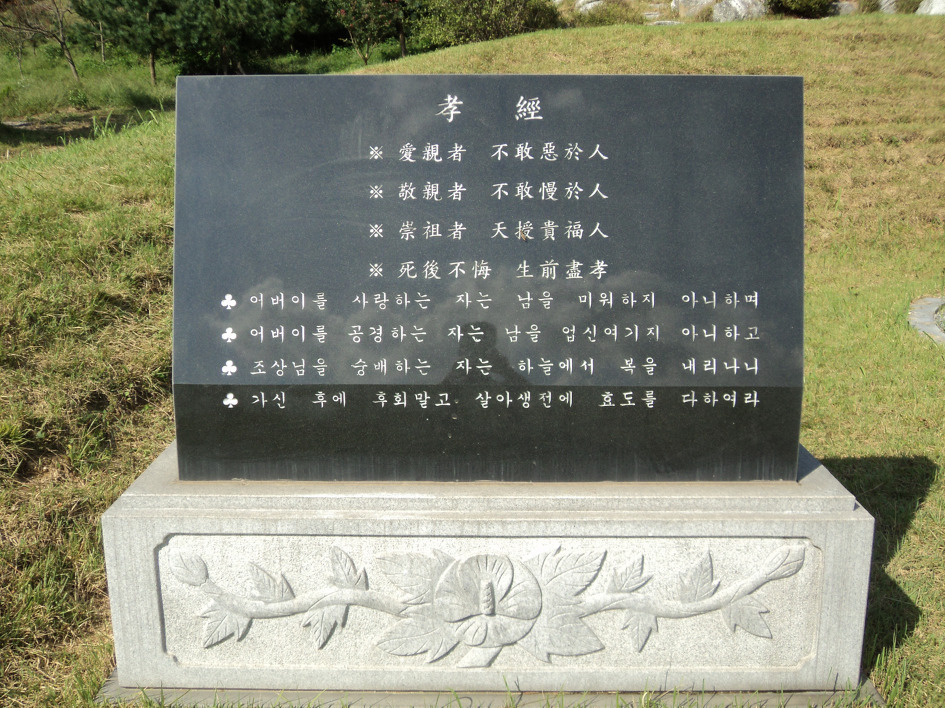 孝 經
※ 愛親者 不敢惡於人
※ 敬親者 不敢慢於人
※ 崇祖者 天授貴福人
※ 死後不悔 生前盡孝
♣ 어버이를 사랑하는 자는 남을 미워하지 아니하며
♣ 어버이를 공경하는 자는 남을 업신여기지 아니하고
♣ 조상님을 숭배하는 자는 하늘에서 복을 내리나니
♣ 가신 후에 후회말고 살아생전에 효도를 다하여라